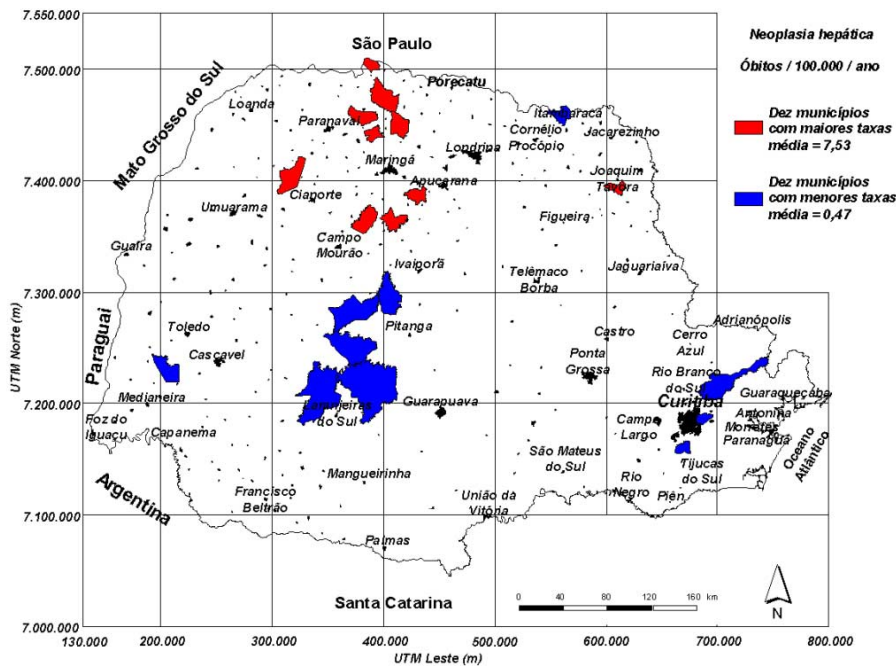 7.550.000
São Paulo
Neoplasia hepática
Óbitos / 100.000 / ano
7.500.000
Mato Grosso do Sul
Porecatu
Loanda
Paranavaí
Cornélio
Procópio
Jacarezinho
Dez municípios
com maiores taxas
média = 7,53
Londrina
Maringá
Joaquim
Távora
7.400.000
Apucarana
Cianorte
Dez municípios
com menores taxas
média = 0,47
Umuarama
Figueira
Campo
Mourão
Guaíra
Ivaiporã
Telêmaco
Borba
Jaguariaíva
7.300.000
UTM Norte (m)
Paraguai
Toledo
Pitanga
Adrianópolis
Castro
Cerro
Azul
Cascavel
Ponta
Grossa
Rio Branco
do Sul
Medianeira
Guaraqueçaba
7.200.000
Laranjeiras
do Sul
Guarapuava
Curitiba
Foz do
Iguaçu
Campo
Largo
Antonina
Morretes
Paranaguá
Capanema
Oceano
Atlântico
São Mateus
do Sul
Tijucas
do Sul
Mangueirinha
Rio
Negro
Piên
Argentina
Francisco
Beltrão
União da
Vitória
7.100.000
Palmas
Santa Catarina
0 40 80 120 160 km
N
7.000.000
130.000 200.000 300.000 400.000 500.000 600.000 700.000 800.000
UTM Leste (m)